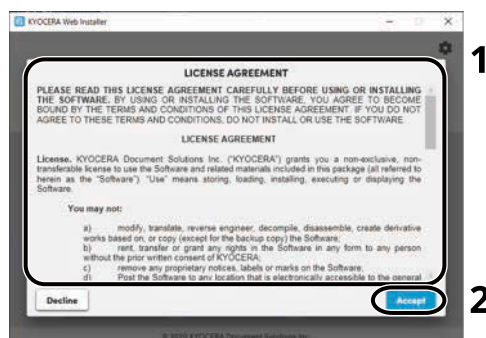 KYOCERA Web Installer
1
LICENSE AGREEMENT
PLEASE READ THIS LICENSE AGREEMENT CAREFULLY BEFORE USING OR INSTALLING
THE SOFTWARE. BY USING OR INSTALLING THE SOFTWARE, YOU AGREE TO BECOME
BOUND BY THE TERMS AND CONDITIONS OF THIS LICENSE AGREEMENT. IF YOU DO NOT
AGREE TO THESE TERMS AND CONDITIONS, DO NOT INSTALL OR USE THE SOFTWARE.
LICENSE AGREEMENT
License. KYOCERA Document Solutions Inc. ("KYOCERA") grants you a non-exclusive, non-
transferable license to use the Software and related materials included in this package (all referred to
herein as the "Software"). "Use" means storing, loading, installing, executing or displaying the
Software.
You may not:
a) modify, translate, reverse engineer, decompile, disassemble, create derivative
works based on, or copy (except for the backup copy) the Software;
b) rent, transfer or grant any rights in the Software in any form to any person
without the prior written consent of KYOCERA;
c) remove any proprietary notices, labels or marks on the Software;
d) Post the Software to any location that is electronically accessible to the general
Decline
Accept
2
© 2020 KYOCERA Document Solutions Inc.